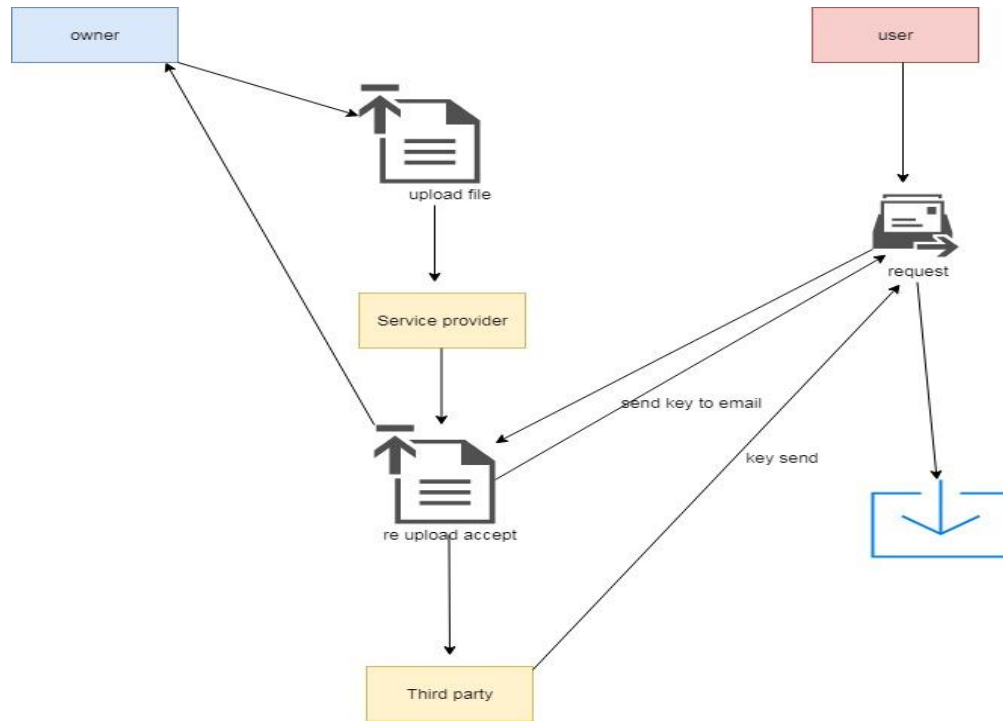 owner
user
upload file
request
Service provider
send key to email
key send
re upload accept
Third party